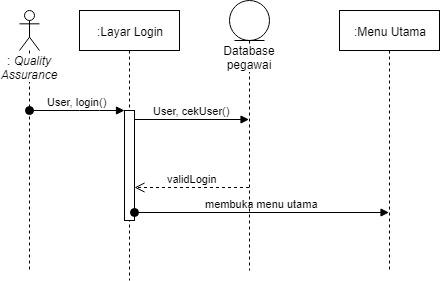 :Layar Login
:Menu Utama
Database
pegawai
: Quality
Assurance
User, login()
User, cekUser()
validLogin
membuka menu utama